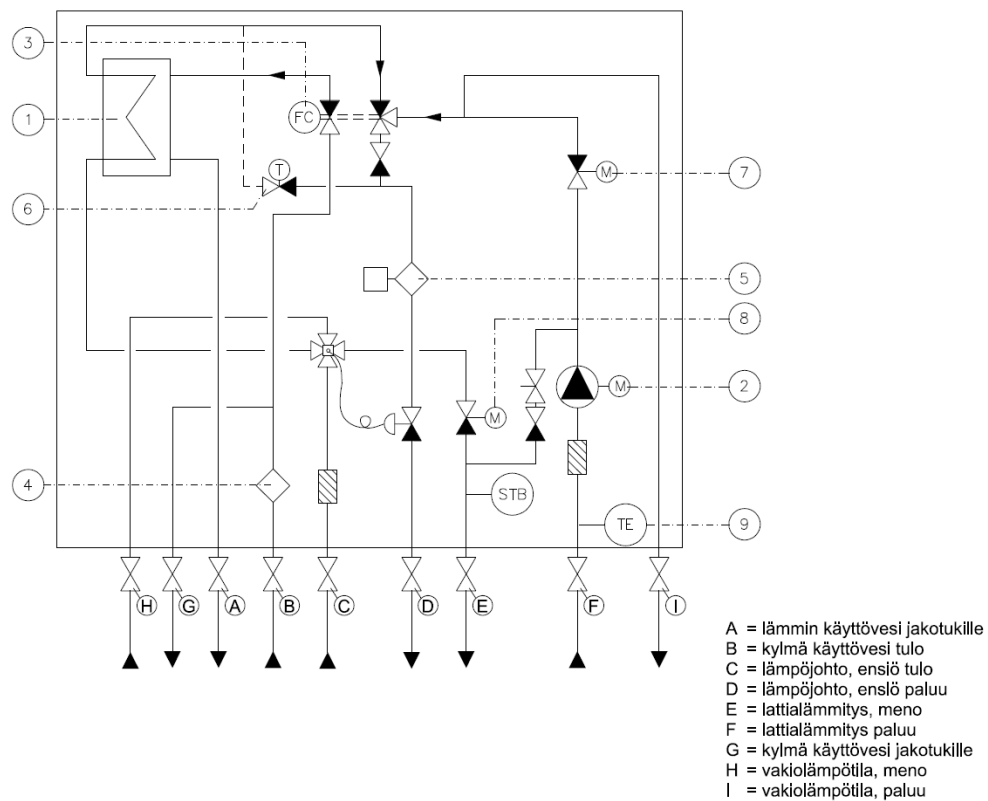 3
1
FC
T
6
M
7
5
8
M
M
2
4
STB
TE
9
H
G
A
B
C
D
E
F
I
A = lämmin käyttövesi jakotukille
B = kylmä käyttövesi tulo
C = lämpöjohto, ensiö tulo
D = lämpöjohto, ensiö paluu
E = lattialämmitys, meno
F = lattialämmitys paluu
G = kylmä käyttövesi jakotukille
H = vakiolämpötila, meno
I = vakiolämpötila, paluu